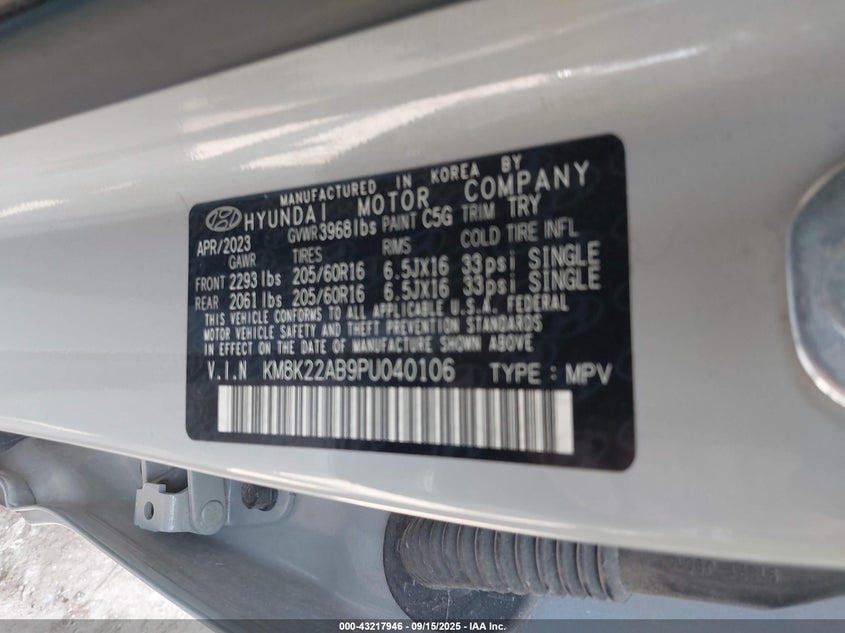 MANUFACTURED IN KOREA BY
HYUNDAI MOTOR COMPANY
APR/2023 GVWR 3968lbs PAINT C5G TRIM TRY
GAWR TIRES RIMS COLD TIRE INFL
FRONT 2293 lbs 205/60R16 6.5JX16 33psi SINGLE
REAR 2061 lbs 205/60R16 6.5JX16 33psi SINGLE
THIS VEHICLE CONFORMS TO ALL APPLICABLE U.S.A. FEDERAL
MOTOR VEHICLE SAFETY AND THEFT PREVENTION STANDARDS
IN EFFECT ON THE DATE OF MANUFACTURE SHOWN ABOVE.
V.I.N KM8K22AB9PU040106 TYPE : MPV
000-43217946 - 09/15/2025 - IAA Inc.